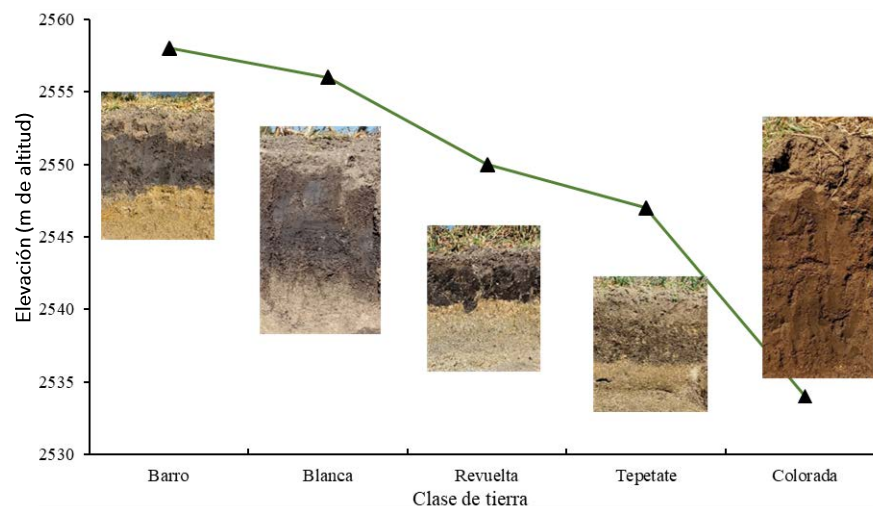 2560
2555
2550
2545
2540
2535
2530
Elevación (m de altitud)
Barro Blanca Revuelta Tepetate Colorada
Clase de tierra